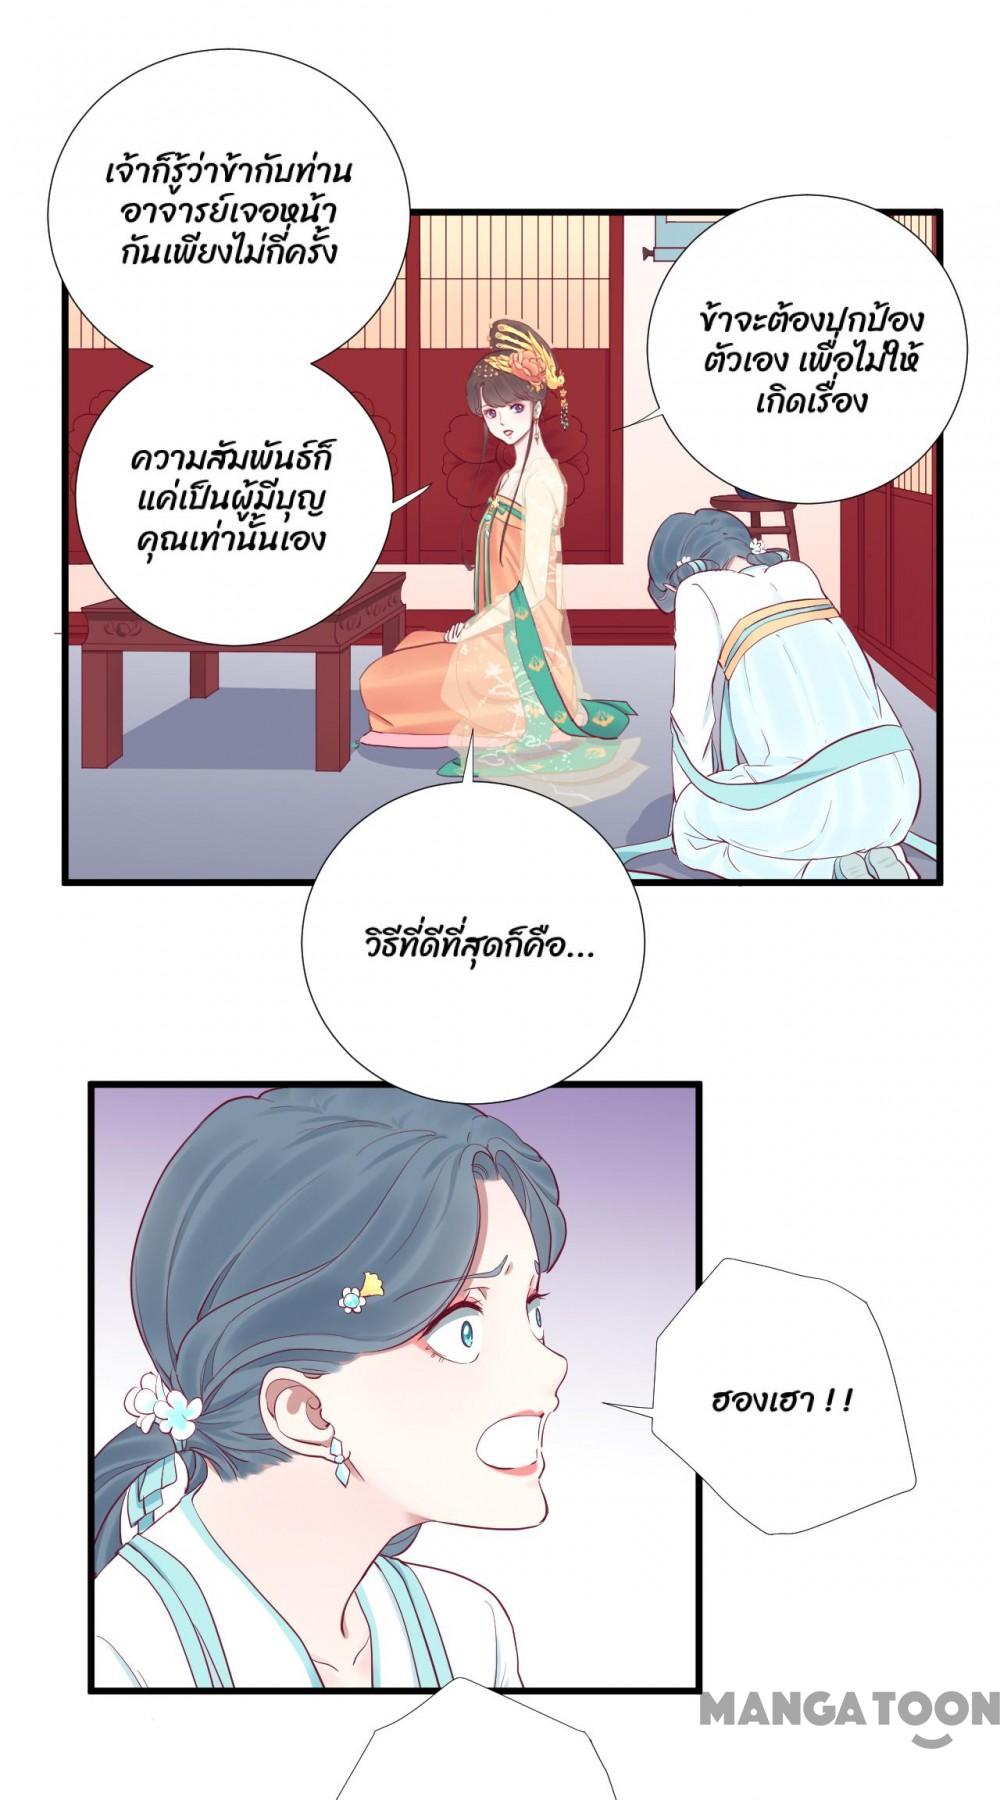 เจ้าก็รู้ว่าข้ากับท่าน
อาจารย์เจอหน้า
กันเพียงไม่กี่ครั้ง
ความสัมพันธ์ก็
แค่เป็นผู้มีบุญ
คุณเท่านั้นเอง
ข้าจะต้องปกป้อง
ตัวเอง เพื่อไม่ให้
เกิดเรื่อง
วิธีที่ดีที่สุดก็คือ...
ฮองเฮา !!
MANGATOON